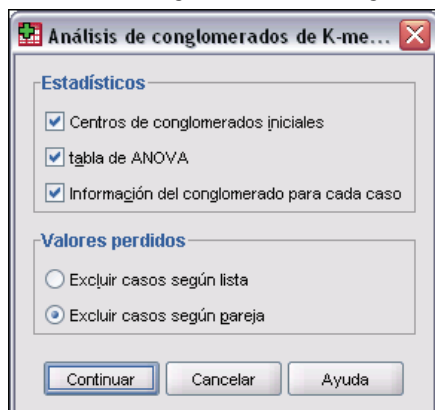 Análisis de conglomerados de K-me...
Estadísticos
Centros de conglomerados iniciales
tabla de ANOVA
Información del conglomerado para cada caso
Valores perdidos
Excluir casos según lista
Excluir casos según pareja
Continuar
Cancelar
Ayuda